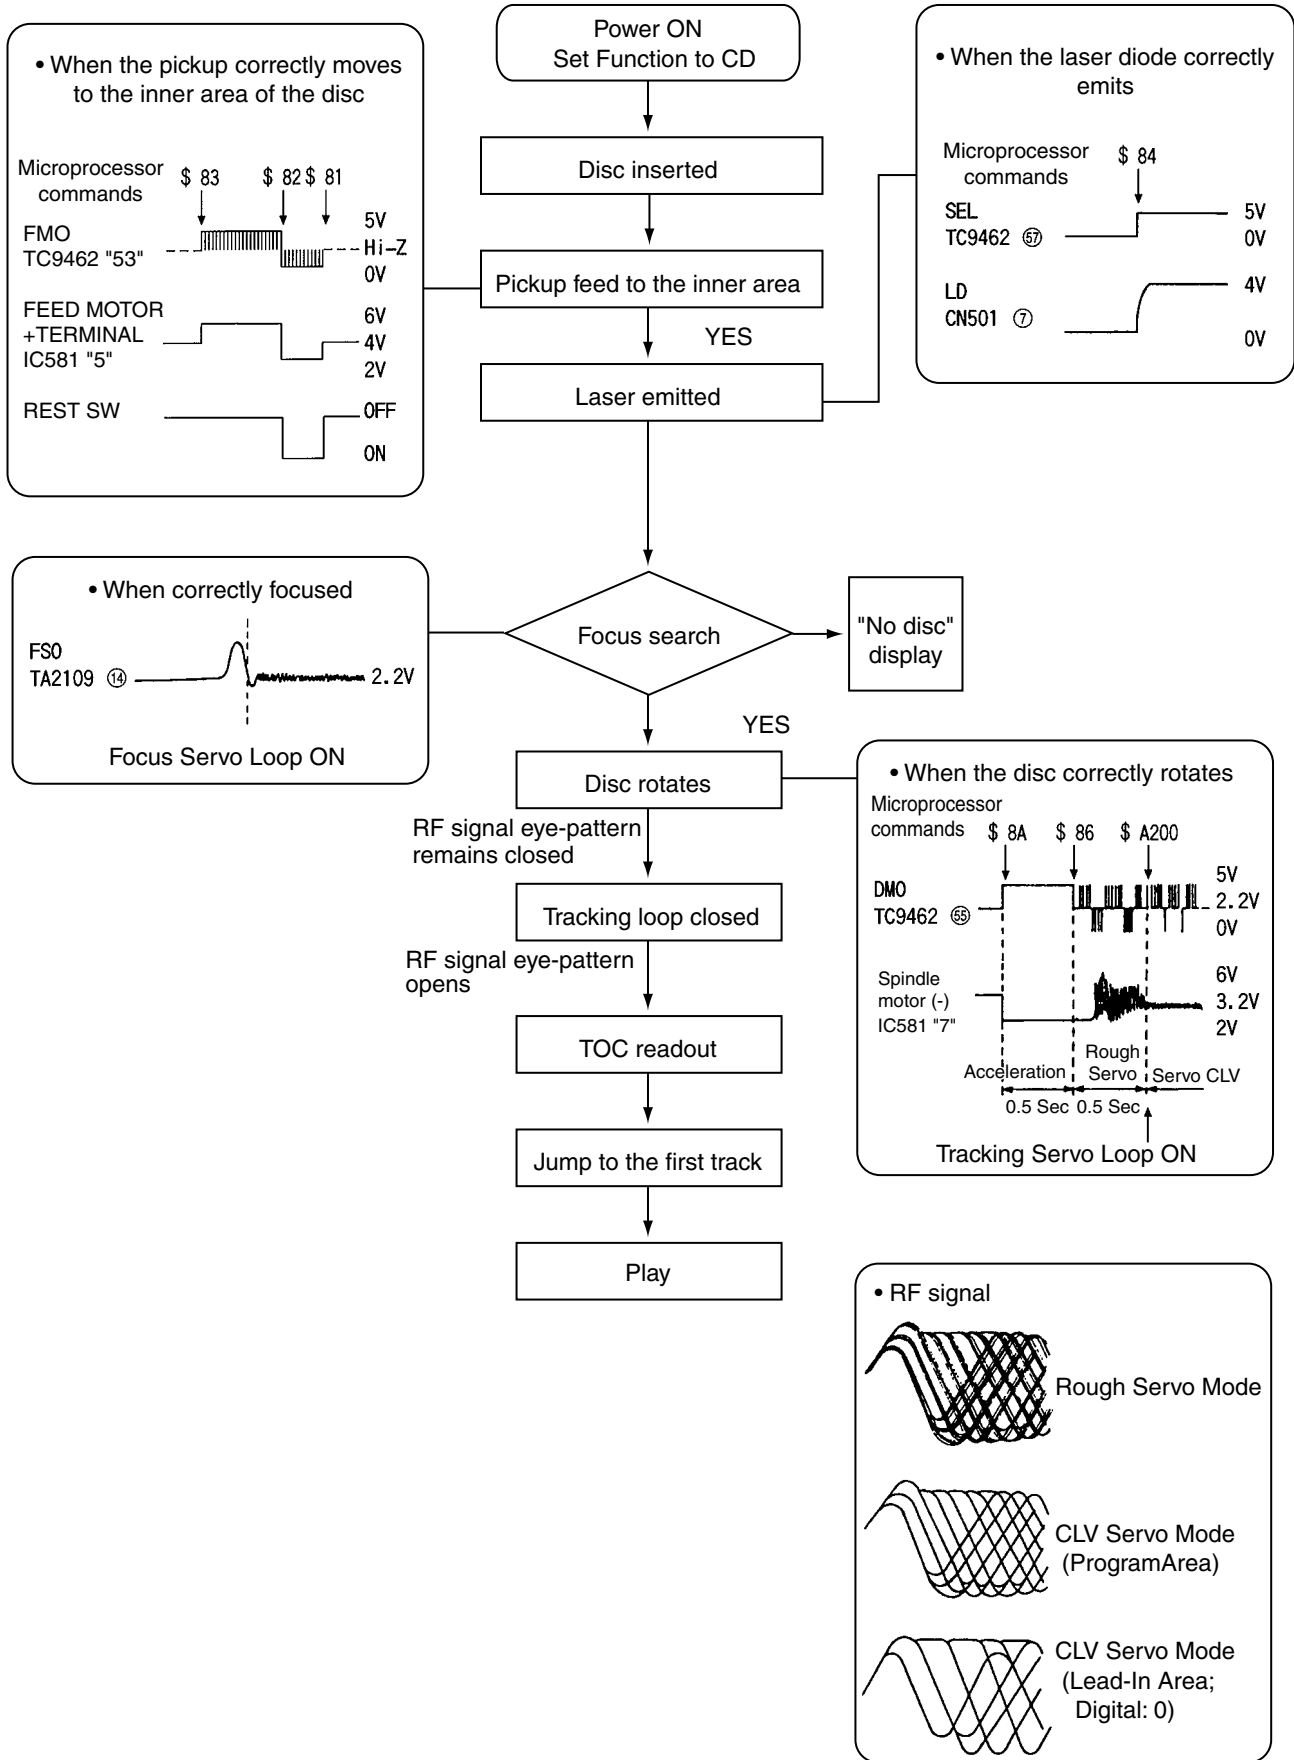 Power ON
Set Function to CD
• When the pickup correctly moves
to the inner area of the disc
Microprocessor
commands
$ 83
$ 82
$ 81
FMO
TC9462 "53"
5V
Hi-Z
0V
FEED MOTOR
+TERMINAL
IC581 "5"
6V
4V
2V
REST SW
OFF
ON
• When the laser diode correctly
emits
Microprocessor
commands
$ 84
SEL
TC9462 57
5V
0V
LD
CN501 7
4V
0V
Disc inserted
Pickup feed to the inner area
YES
Laser emitted
• When correctly focused
FSO
TA2109 14
2.2V
Focus Servo Loop ON
Focus search
"No disc"
display
YES
Disc rotates
RF signal eye-pattern
remains closed
Tracking loop closed
RF signal eye-pattern
opens
TOC readout
Jump to the first track
Play
• When the disc correctly rotates
Microprocessor
commands
$ 8A
$ 86
$ A200
DMO
TC9462 55
5V
2.2V
0V
Spindle
motor (-)
IC581 "7"
6V
3.2V
2V
Acceleration
Rough
Servo
Servo CLV
0.5 Sec
0.5 Sec
Tracking Servo Loop ON
• RF signal
Rough Servo Mode
CLV Servo Mode
(ProgramArea)
CLV Servo Mode
(Lead-In Area;
Digital: 0)